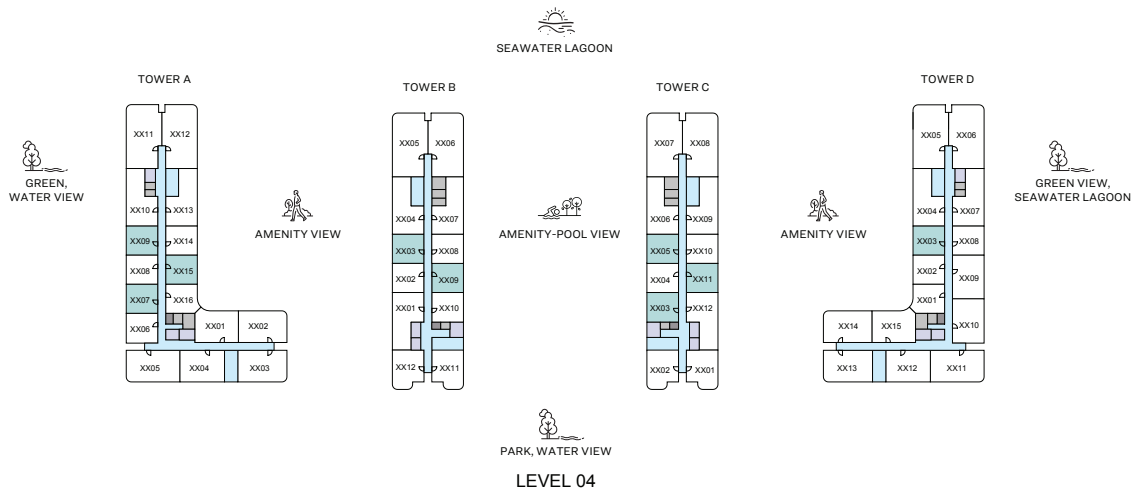 SEAWATER LAGOON
TOWER A
TOWER B
TOWER C
TOWER D
GREEN,
WATER VIEW
AMENITY VIEW
AMENITY-POOL VIEW
AMENITY VIEW
GREEN VIEW,
SEAWATER LAGOON
XX11 XX12
XX10 XX13
XX09 XX14
XX08 XX15
XX07 XX16
XX06 XX01 XX02
XX05 XX04 XX03
XX05 XX06
XX04 XX07
XX03 XX08
XX02 XX09
XX01 XX10
XX12 XX11
XX07 XX08
XX06 XX09
XX05 XX10
XX04 XX11
XX03 XX12
XX02 XX01
XX05 XX06
XX04 XX07
XX03 XX08
XX02 XX09
XX01
XX14 XX15 XX10
XX13 XX12 XX11
PARK, WATER VIEW
LEVEL 04